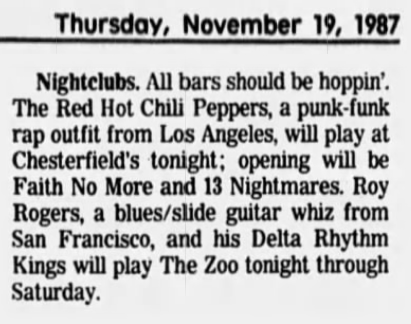 Thursday, November 19, 1987
Nightclubs. All bars should be hoppin'.
The Red Hot Chili Peppers, a punk-funk
rap outfit from Los Angeles, will play at
Chesterfield's tonight; opening will be
Faith No More and 13 Nightmares. Roy
Rogers, a blues/slide guitar whiz from
San Francisco, and his Delta Rhythm
Kings will play The Zoo tonight through
Saturday.